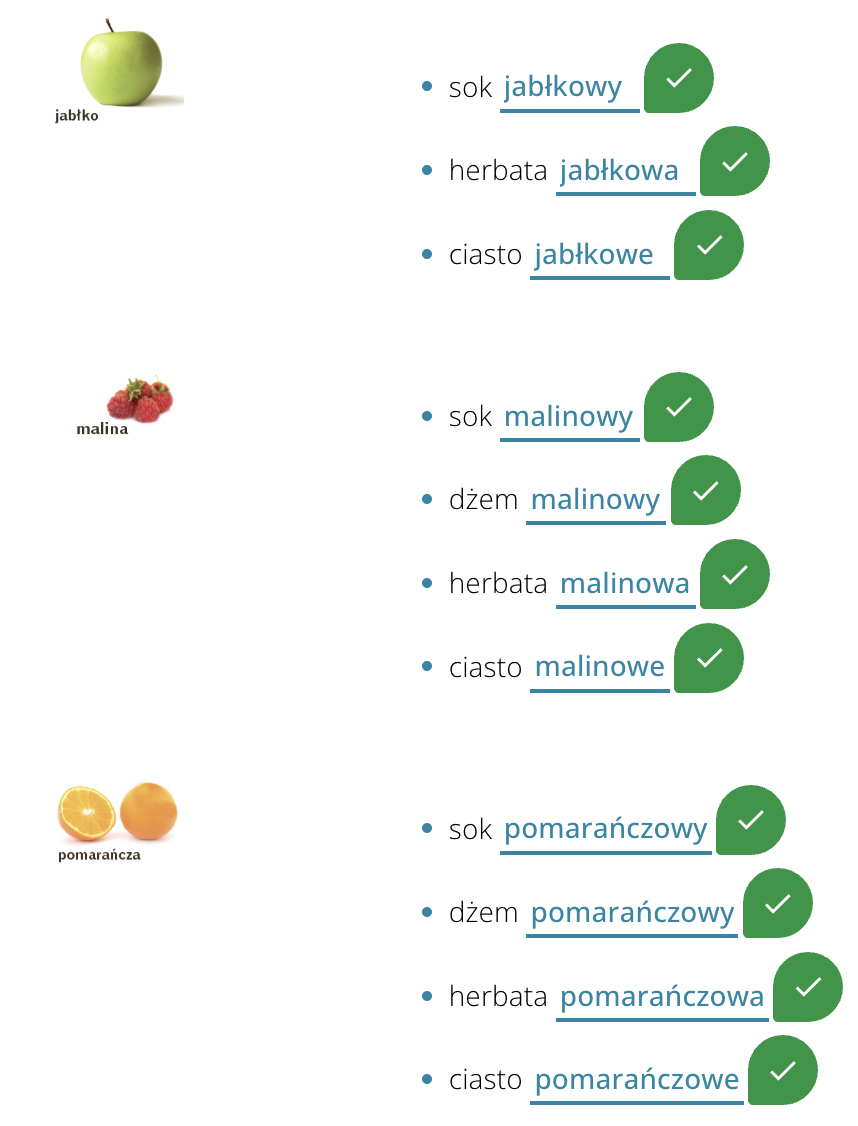 jabłko
sok jabłkowy
herbata jabłkowa
ciasto jabłkowe
malina
sok malinowy
dżem malinowy
herbata malinowa
ciasto malinowe
pomarańcza
sok pomarańczowy
dżem pomarańczowy
herbata pomarańczowa
ciasto pomarańczowe